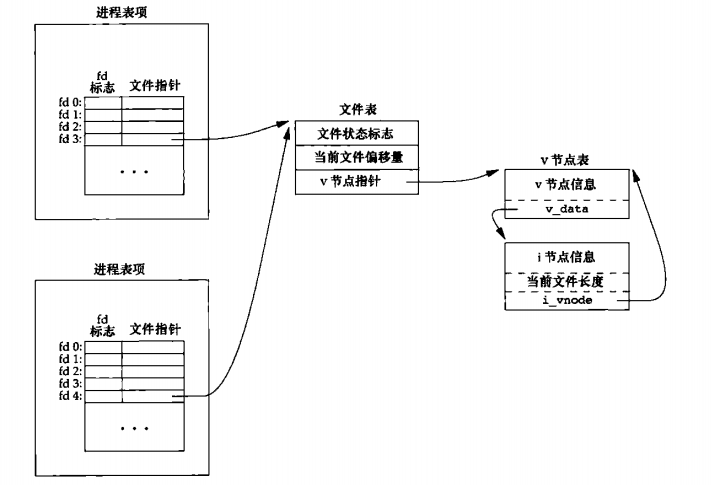 进程表项
fd
标志 文件指针
fd 0:
fd 1:
fd 2:
fd 3:
• • •
文件表
文件状态标志
当前文件偏移量
v 节点指针
v 节点表
v 节点信息
v_data
i 节点信息
当前文件长度
i_vnode
进程表项
fd
标志 文件指针
fd 0:
fd 1:
fd 2:
fd 3:
fd 4:
• • •